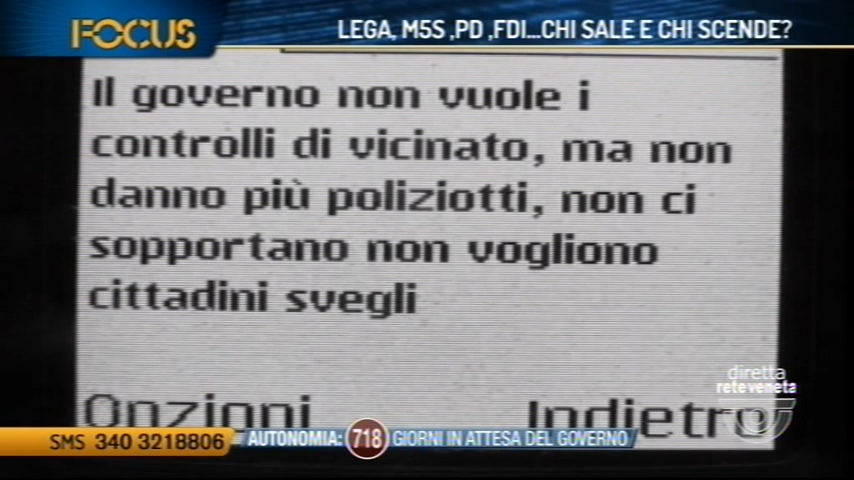 FOCUS
LEGA, M5S ,PD ,FDI...CHI SALE E CHI SCENDE?
Il governo non vuole i
controlli di vicinato, ma non
danno più poliziotti, non ci
sopportano non vogliono
cittadini svegli
Opzioni Indietro
diretta
reteveneta
SMS 340 3218806 AUTONOMIA: 718 GIORNI IN ATTESA DEL GOVERNO